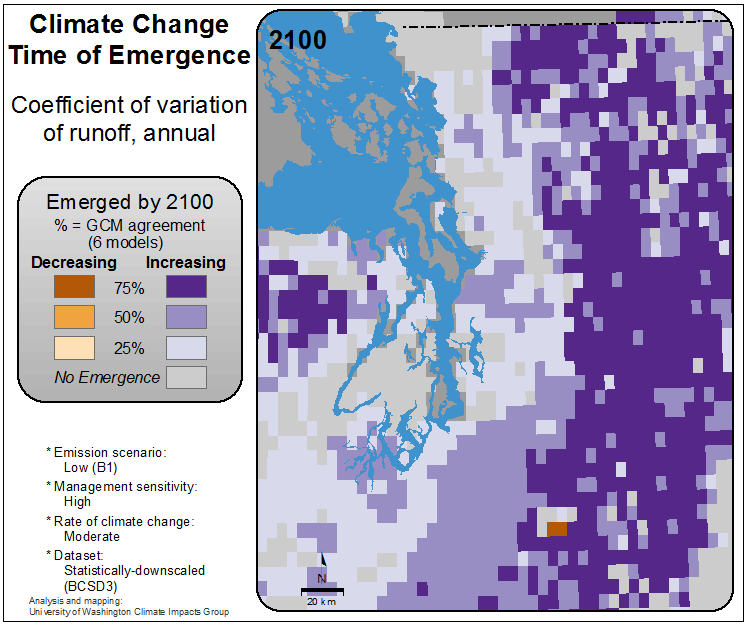 Climate Change
Time of Emergence
Coefficient of variation
of runoff, annual
Emerged by 2100
% = GCM agreement
(6 models)
Decreasing Increasing
75%
50%
25%
No Emergence
* Emission scenario:
Low (B1)
* Management sensitivity:
High
* Rate of climate change:
Moderate
* Dataset:
Statistically-downscaled
(BCSD3)
Analysis and mapping:
University of Washington Climate Impacts Group
2100
N
20 km